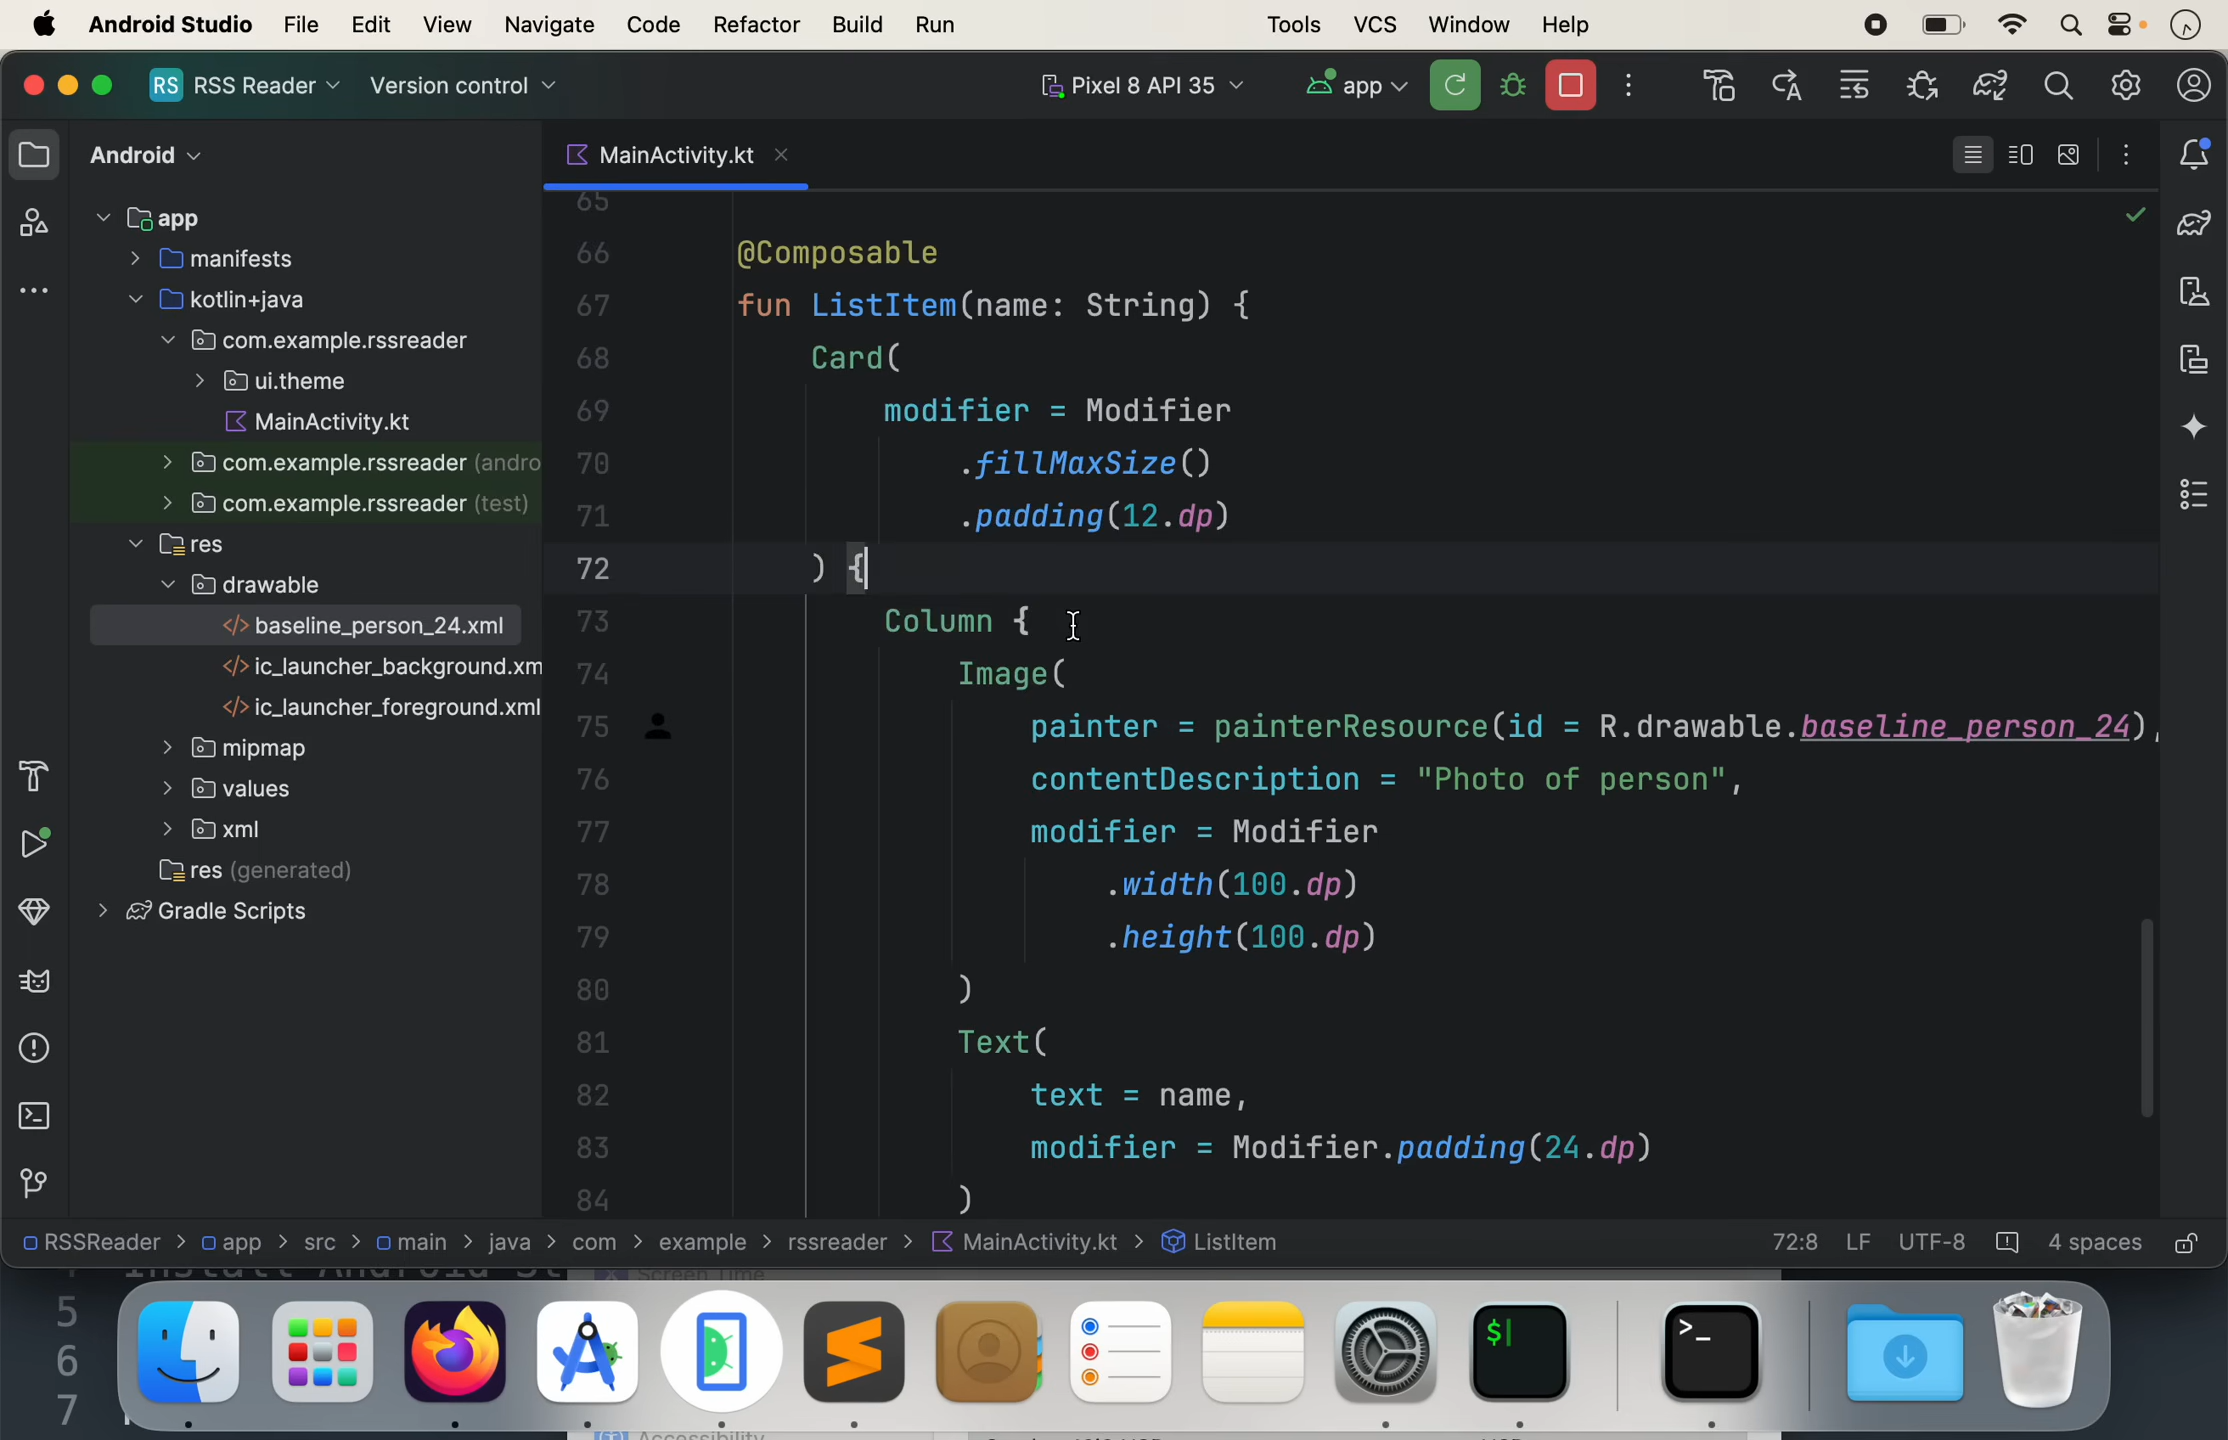 Android Studio File Edit View Navigate Code Refactor Build Run Tools VCS Window Help
RS RSS Reader Version control Pixel 8 API 35 app
Android
MainActivity.kt
app
manifests
kotlin+java
com.example.rssreader
ui.theme
MainActivity.kt
com.example.rssreader (andro
com.example.rssreader (test)
res
drawable
baseline_person_24.xml
ic_launcher_background.xm
ic_launcher_foreground.xml
mipmap
values
xml
res (generated)
Gradle Scripts
65
66 @Composable
67 fun ListItem(name: String) {
68 Card(
69 modifier = Modifier
70 .fillMaxSize()
71 .padding(12.dp)
72 ) {
73 Column {
74 Image(
75 painter = painterResource(id = R.drawable.baseline_person_24),
76 contentDescription = "Photo of person",
77 modifier = Modifier
78 .width(100.dp)
79 .height(100.dp)
80 )
81 Text(
82 text = name,
83 modifier = Modifier.padding(24.dp)
84 )
RSSReader > app > src > main > java > com > example > rssreader > MainActivity.kt > ListItem 72:8 LF UTF-8 4 spaces
Screen Time
5
6
7
$
>_
Accessibility